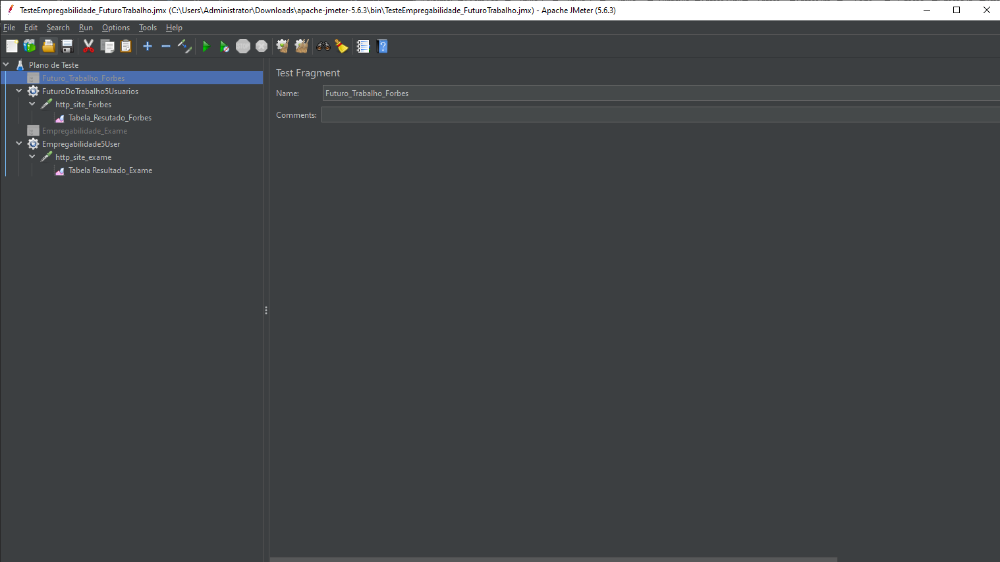 TesteEmpregabilidade_FuturoTrabalho.jmx (C:\Users\Administrator\Downloads\apache-jmeter-5.6.3\bin\TesteEmpregabilidade_FuturoTrabalho.jmx) - Apache JMeter (5.6.3)
File Edit Search Run Options Tools Help
STOP
Plano de Teste
Futuro_Trabalho_Forbes
FuturoDoTrabalho5Usuarios
http_site_Forbes
Tabela_Resutado_Forbes
Empregabilidade_Exame
Empregabilidade5User
http_site_exame
Tabela Resultado_Exame
Test Fragment
Name: Futuro_Trabalho_Forbes
Comments: